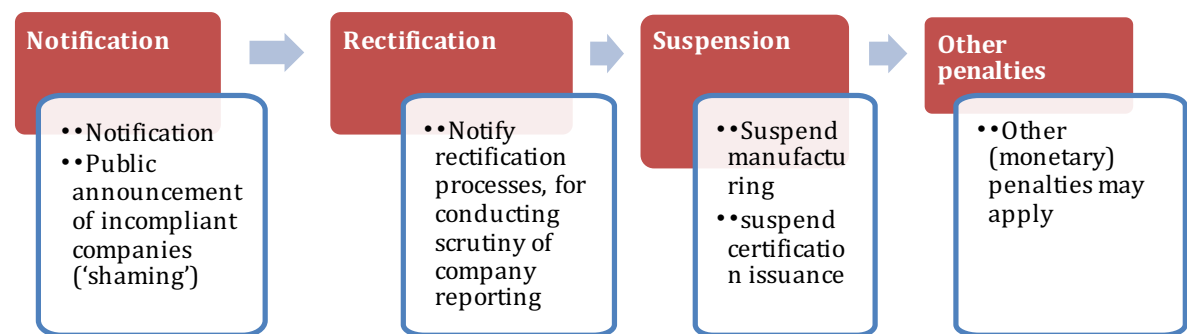 Notification
••Notification
••Public
announcement
of incompliant
companies
(‘shaming’)
Rectification
••Notify
rectification
processes, for
conducting
scrutiny of
company
reporting
Suspension
••Suspend
manufactu
ring
••suspend
certificatio
n issuance
Other
penalties
••Other
(monetary)
penalties may
apply